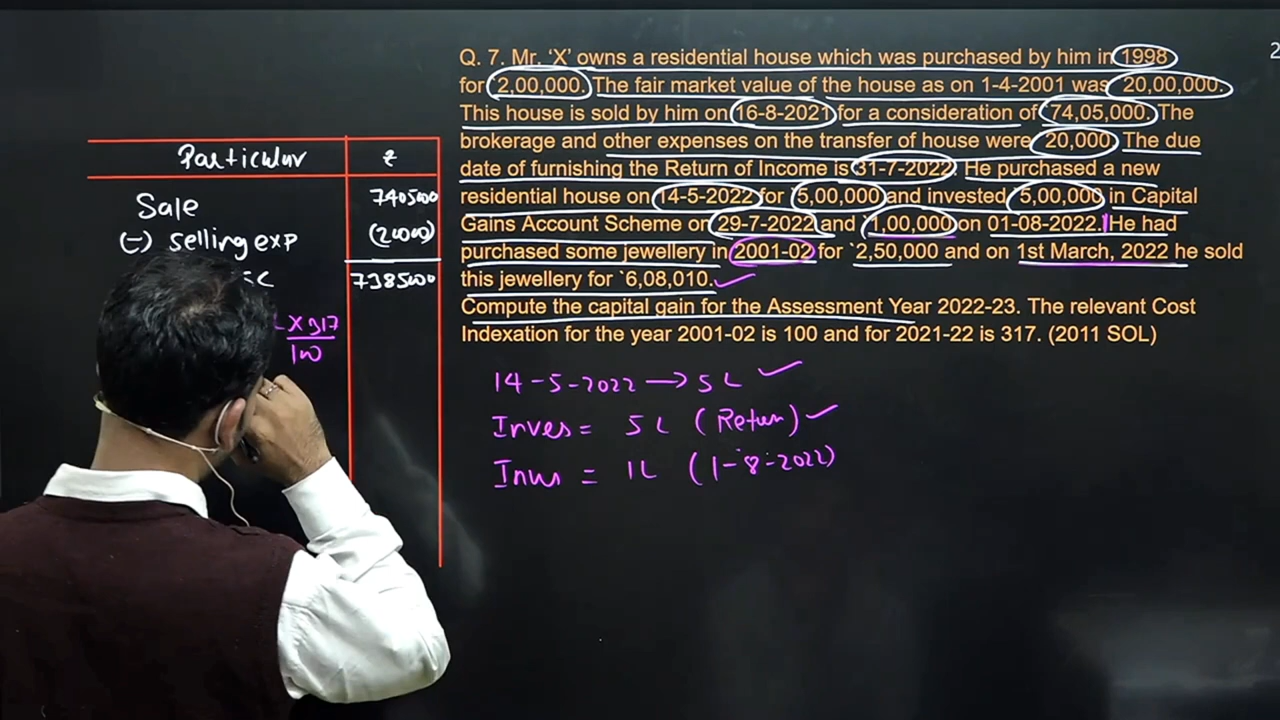 Q. 7. Mr. 'X' owns a residential house which was purchased by him in 1998
for `2,00,000. The fair market value of the house as on 1-4-2001 was `20,00,000.
This house is sold by him on 16-8-2021 for a consideration of `74,05,000. The
brokerage and other expenses on the transfer of house were `20,000. The due
date of furnishing the Return of Income is 31-7-2022. He purchased a new
residential house on 14-5-2022 for `5,00,000 and invested `5,00,000 in Capital
Gains Account Scheme on 29-7-2022 and `1,00,000 on 01-08-2022. He had
purchased some jewellery in 2001-02 for `2,50,000 and on 1st March, 2022 he sold
this jewellery for `6,08,010.
Compute the capital gain for the Assessment Year 2022-23. The relevant Cost
Indexation for the year 2001-02 is 100 and for 2021-22 is 317. (2011 SOL)
2
Particular ₹
Sale 7405000
(-) selling exp (20000)
SC 7385000
L X 317
100
14-5-2022 → 5L ✓
Inves = 5L (Return) ✓
Inves = 1L (1-8-2022)